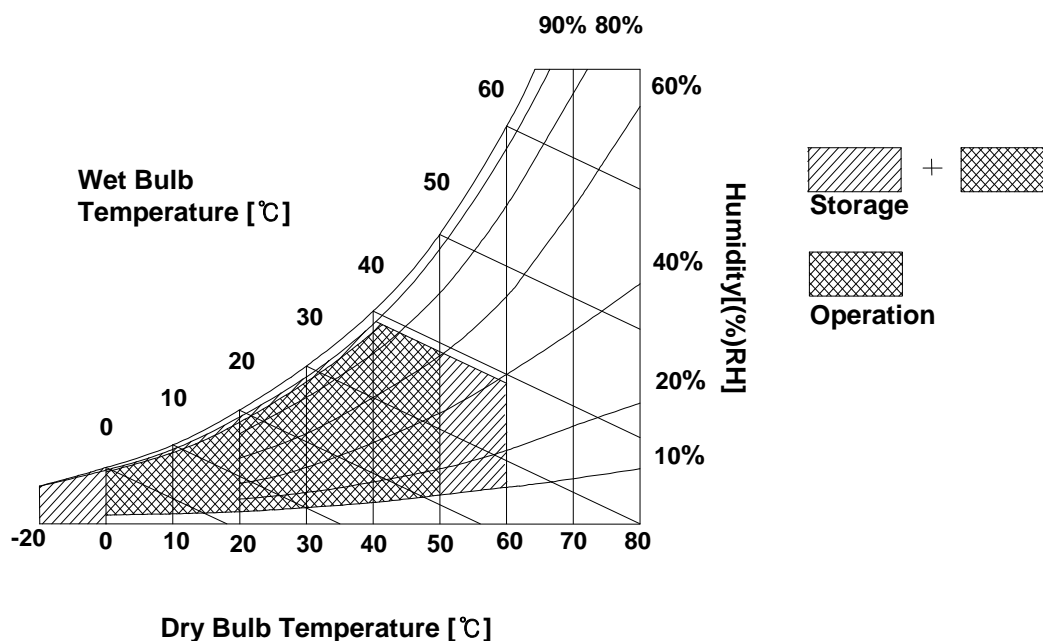 90% 80%
60
60%
50
Wet Bulb
Temperature [℃]
Humidity[(%)RH]
+
Storage
40
40%
30
Operation
20
20%
10
0
10%
-20 0 10 20 30 40 50 60 70 80
Dry Bulb Temperature [℃]